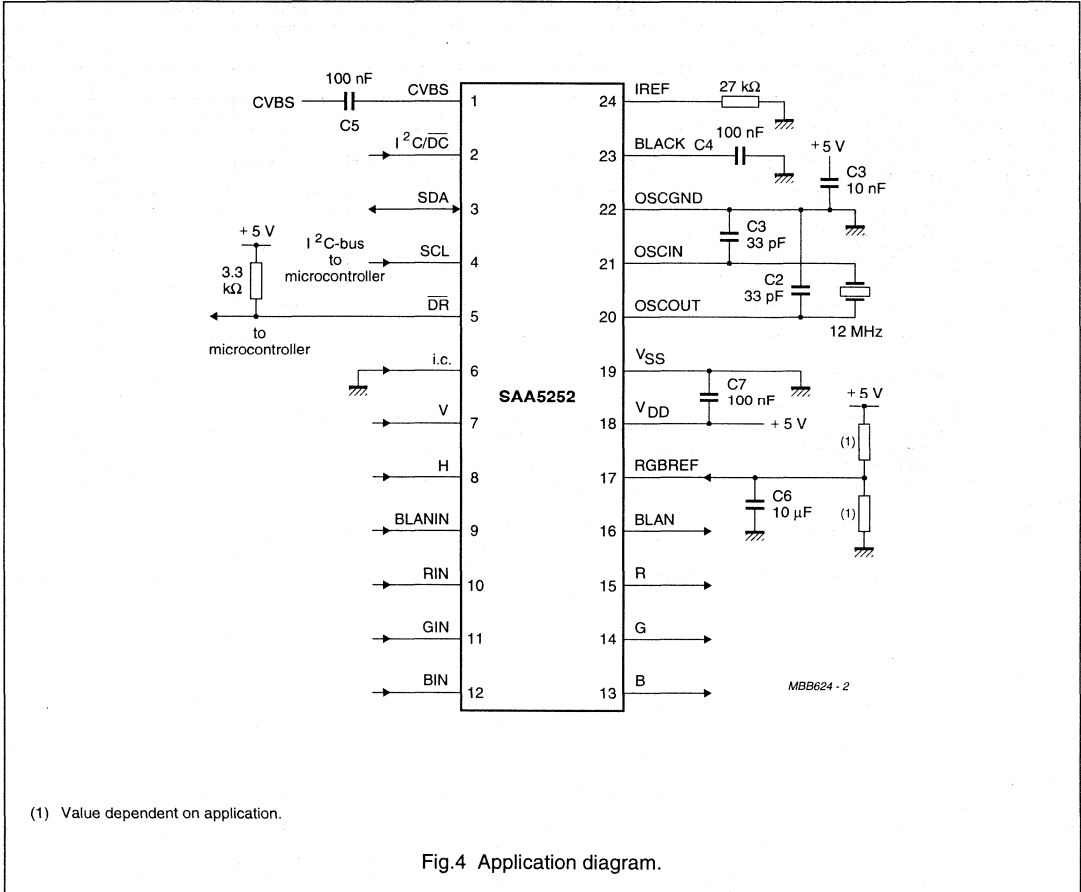 100 nF
CVBS
C5
CVBS
1
I²C/D̅C̅
2
SDA
3
+ 5 V
3.3
kΩ
I²C-bus
to
microcontroller
SCL
4
D̅R̅
5
to
microcontroller
i.c.
6
V
7
H
8
BLANIN
9
RIN
10
GIN
11
BIN
12
SAA5252
24
IREF
27 kΩ
23
BLACK
C4
100 nF
+ 5 V
C3
10 nF
22
OSCGND
C3
33 pF
21
OSCIN
C2
33 pF
20
OSCOUT
12 MHz
19
VSS
C7
100 nF
18
VDD
+ 5 V
+ 5 V
(1)
17
RGBREF
C6
10 μF
(1)
16
BLAN
15
R
14
G
13
B
MBB624 - 2
(1) Value dependent on application.
Fig.4 Application diagram.